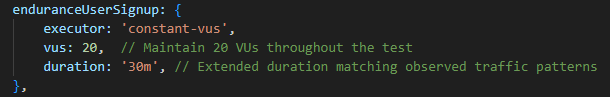 enduranceUserSignup: {
executor: 'constant-vus',
vus: 20,  // Maintain 20 VUs throughout the test
duration: '30m', // Extended duration matching observed traffic patterns
},